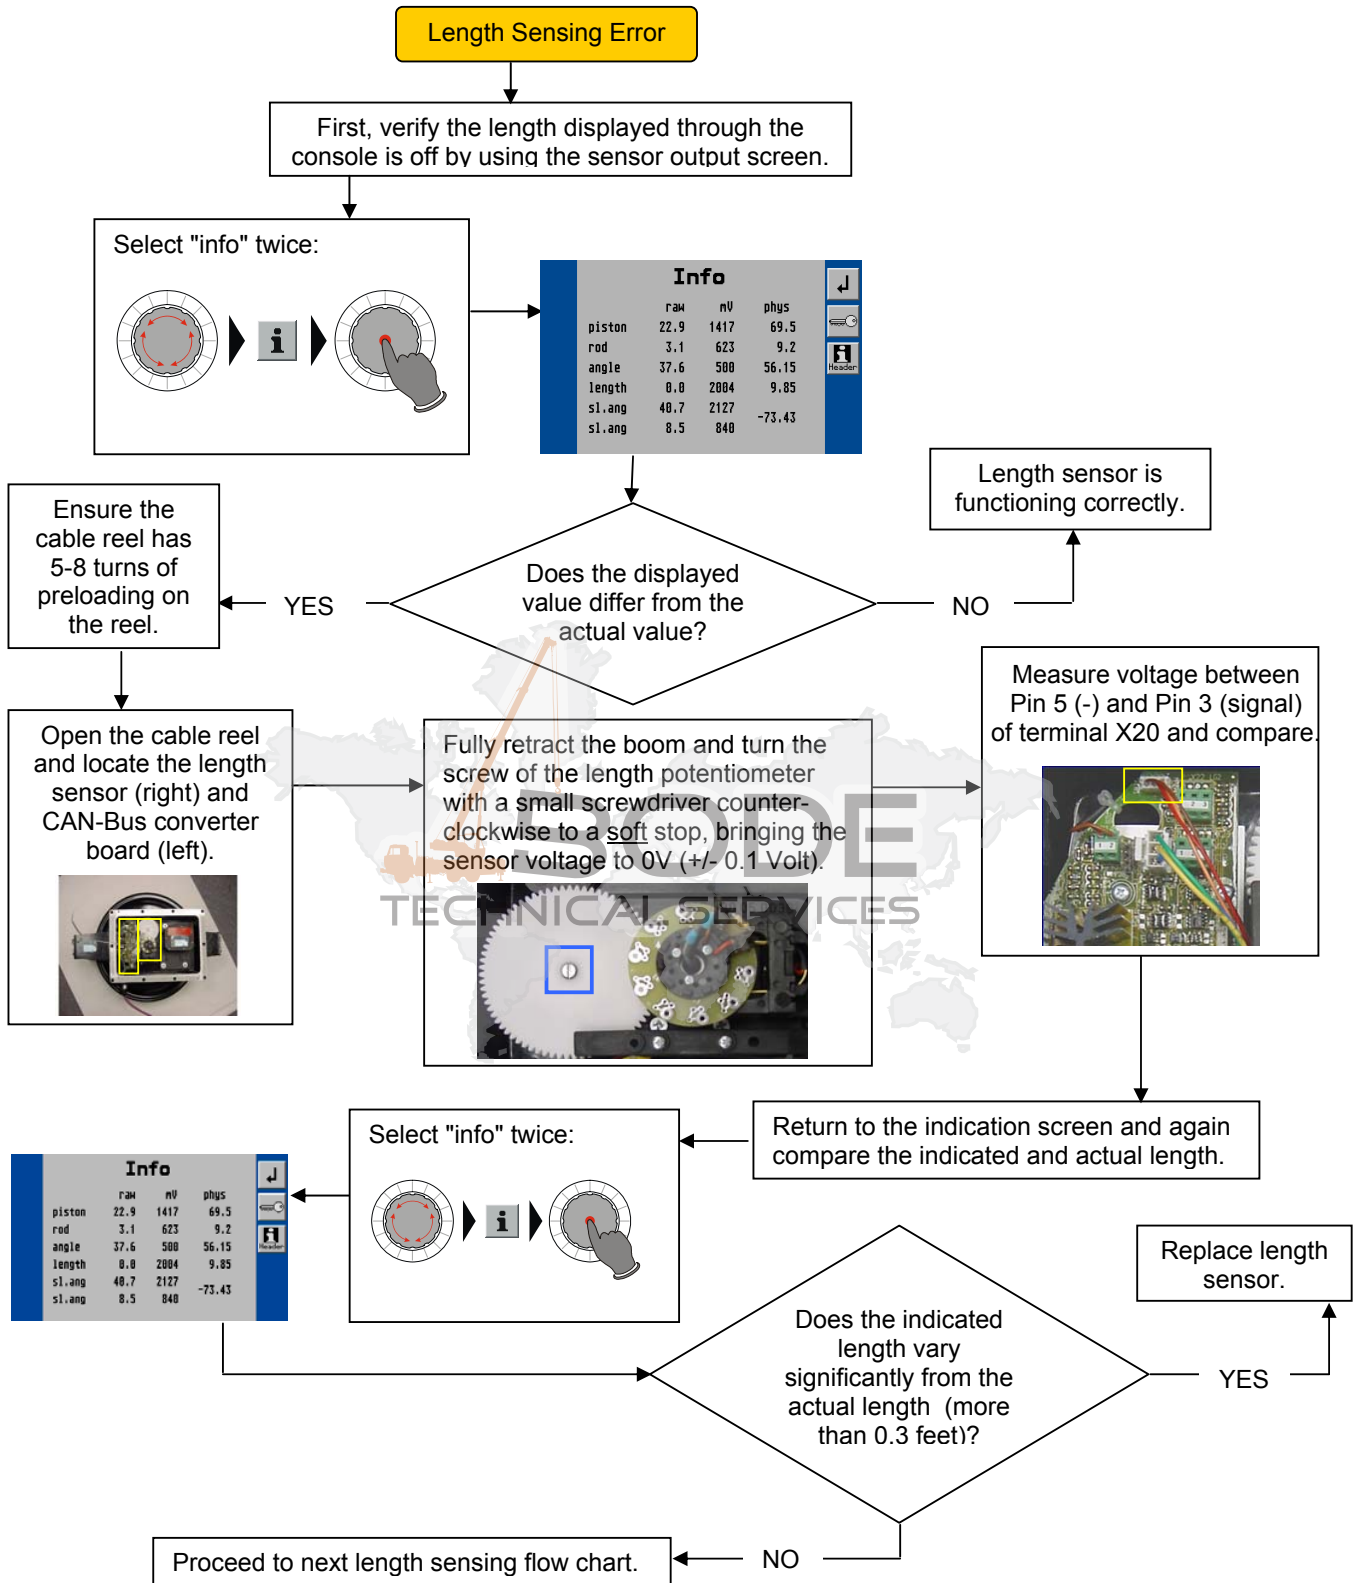 Length Sensing Error
First, verify the length displayed through the
console is off by using the sensor output screen.
Select "info" twice:
i
Info
raw mV phys
piston 22.9 1417 69.5
rod 3.1 623 9.2
angle 37.6 500 56.15
length 0.0 2004 9.85
sl.ang 40.7 2127
-73.43
sl.ang 8.5 840
i
Header
Does the displayed
value differ from the
actual value?
NO
Length sensor is
functioning correctly.
YES
Ensure the
cable reel has
5-8 turns of
preloading on
the reel.
Open the cable reel
and locate the length
sensor (right) and
CAN-Bus converter
board (left).
Fully retract the boom and turn the
screw of the length potentiometer
with a small screwdriver counter-
clockwise to a soft stop, bringing the
sensor voltage to 0V (+/- 0.1 Volt).
BODE
TECHNICAL SERVICES
Measure voltage between
Pin 5 (-) and Pin 3 (signal)
of terminal X20 and compare.
Return to the indication screen and again
compare the indicated and actual length.
Select "info" twice:
i
Info
raw mV phys
piston 22.9 1417 69.5
rod 3.1 623 9.2
angle 37.6 500 56.15
length 0.0 2004 9.85
sl.ang 40.7 2127
-73.43
sl.ang 8.5 840
i
Header
Does the indicated
length vary
significantly from the
actual length (more
than 0.3 feet)?
YES
Replace length
sensor.
NO
Proceed to next length sensing flow chart.